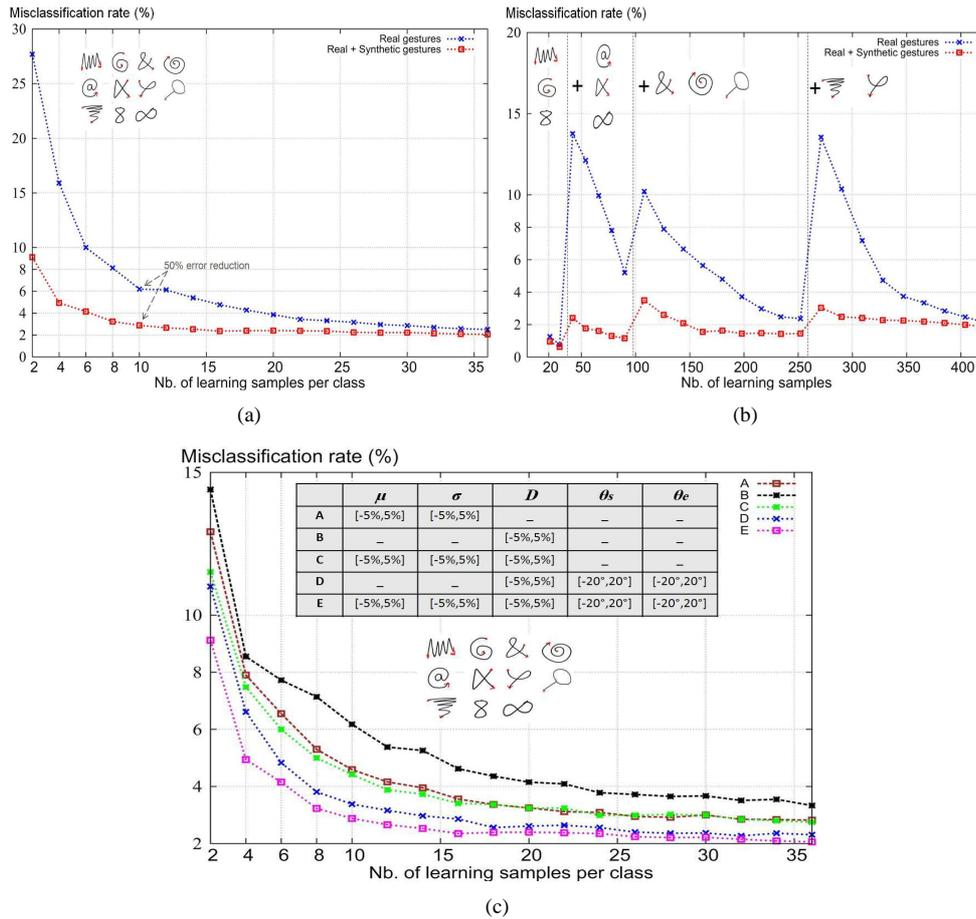 Misclassification rate (%)
Real gestures
Real + Synthetic gestures
30
25
20
15
10
8
6
4
2
0
50% error reduction
2 4 6 8 10 15 20 25 30 35
Nb. of learning samples per class
(a)
Misclassification rate (%)
Real gestures
Real + Synthetic gestures
20
15
10
8
6
4
2
0
+ + +
20 50 100 150 200 250 300 350 400
Nb. of learning samples
(b)
Misclassification rate (%)
15
10
8
6
4
2
A
B
C
D
E
μ σ D θs θe
A [-5%,5%] [-5%,5%] _ _ _
B _ _ [-5%,5%] _ _
C [-5%,5%] [-5%,5%] [-5%,5%] _ _
D _ _ [-5%,5%] [-20°,20°] [-20°,20°]
E [-5%,5%] [-5%,5%] [-5%,5%] [-20°,20°] [-20°,20°]
2 4 6 8 10 15 20 25 30 35
Nb. of learning samples per class
(c)